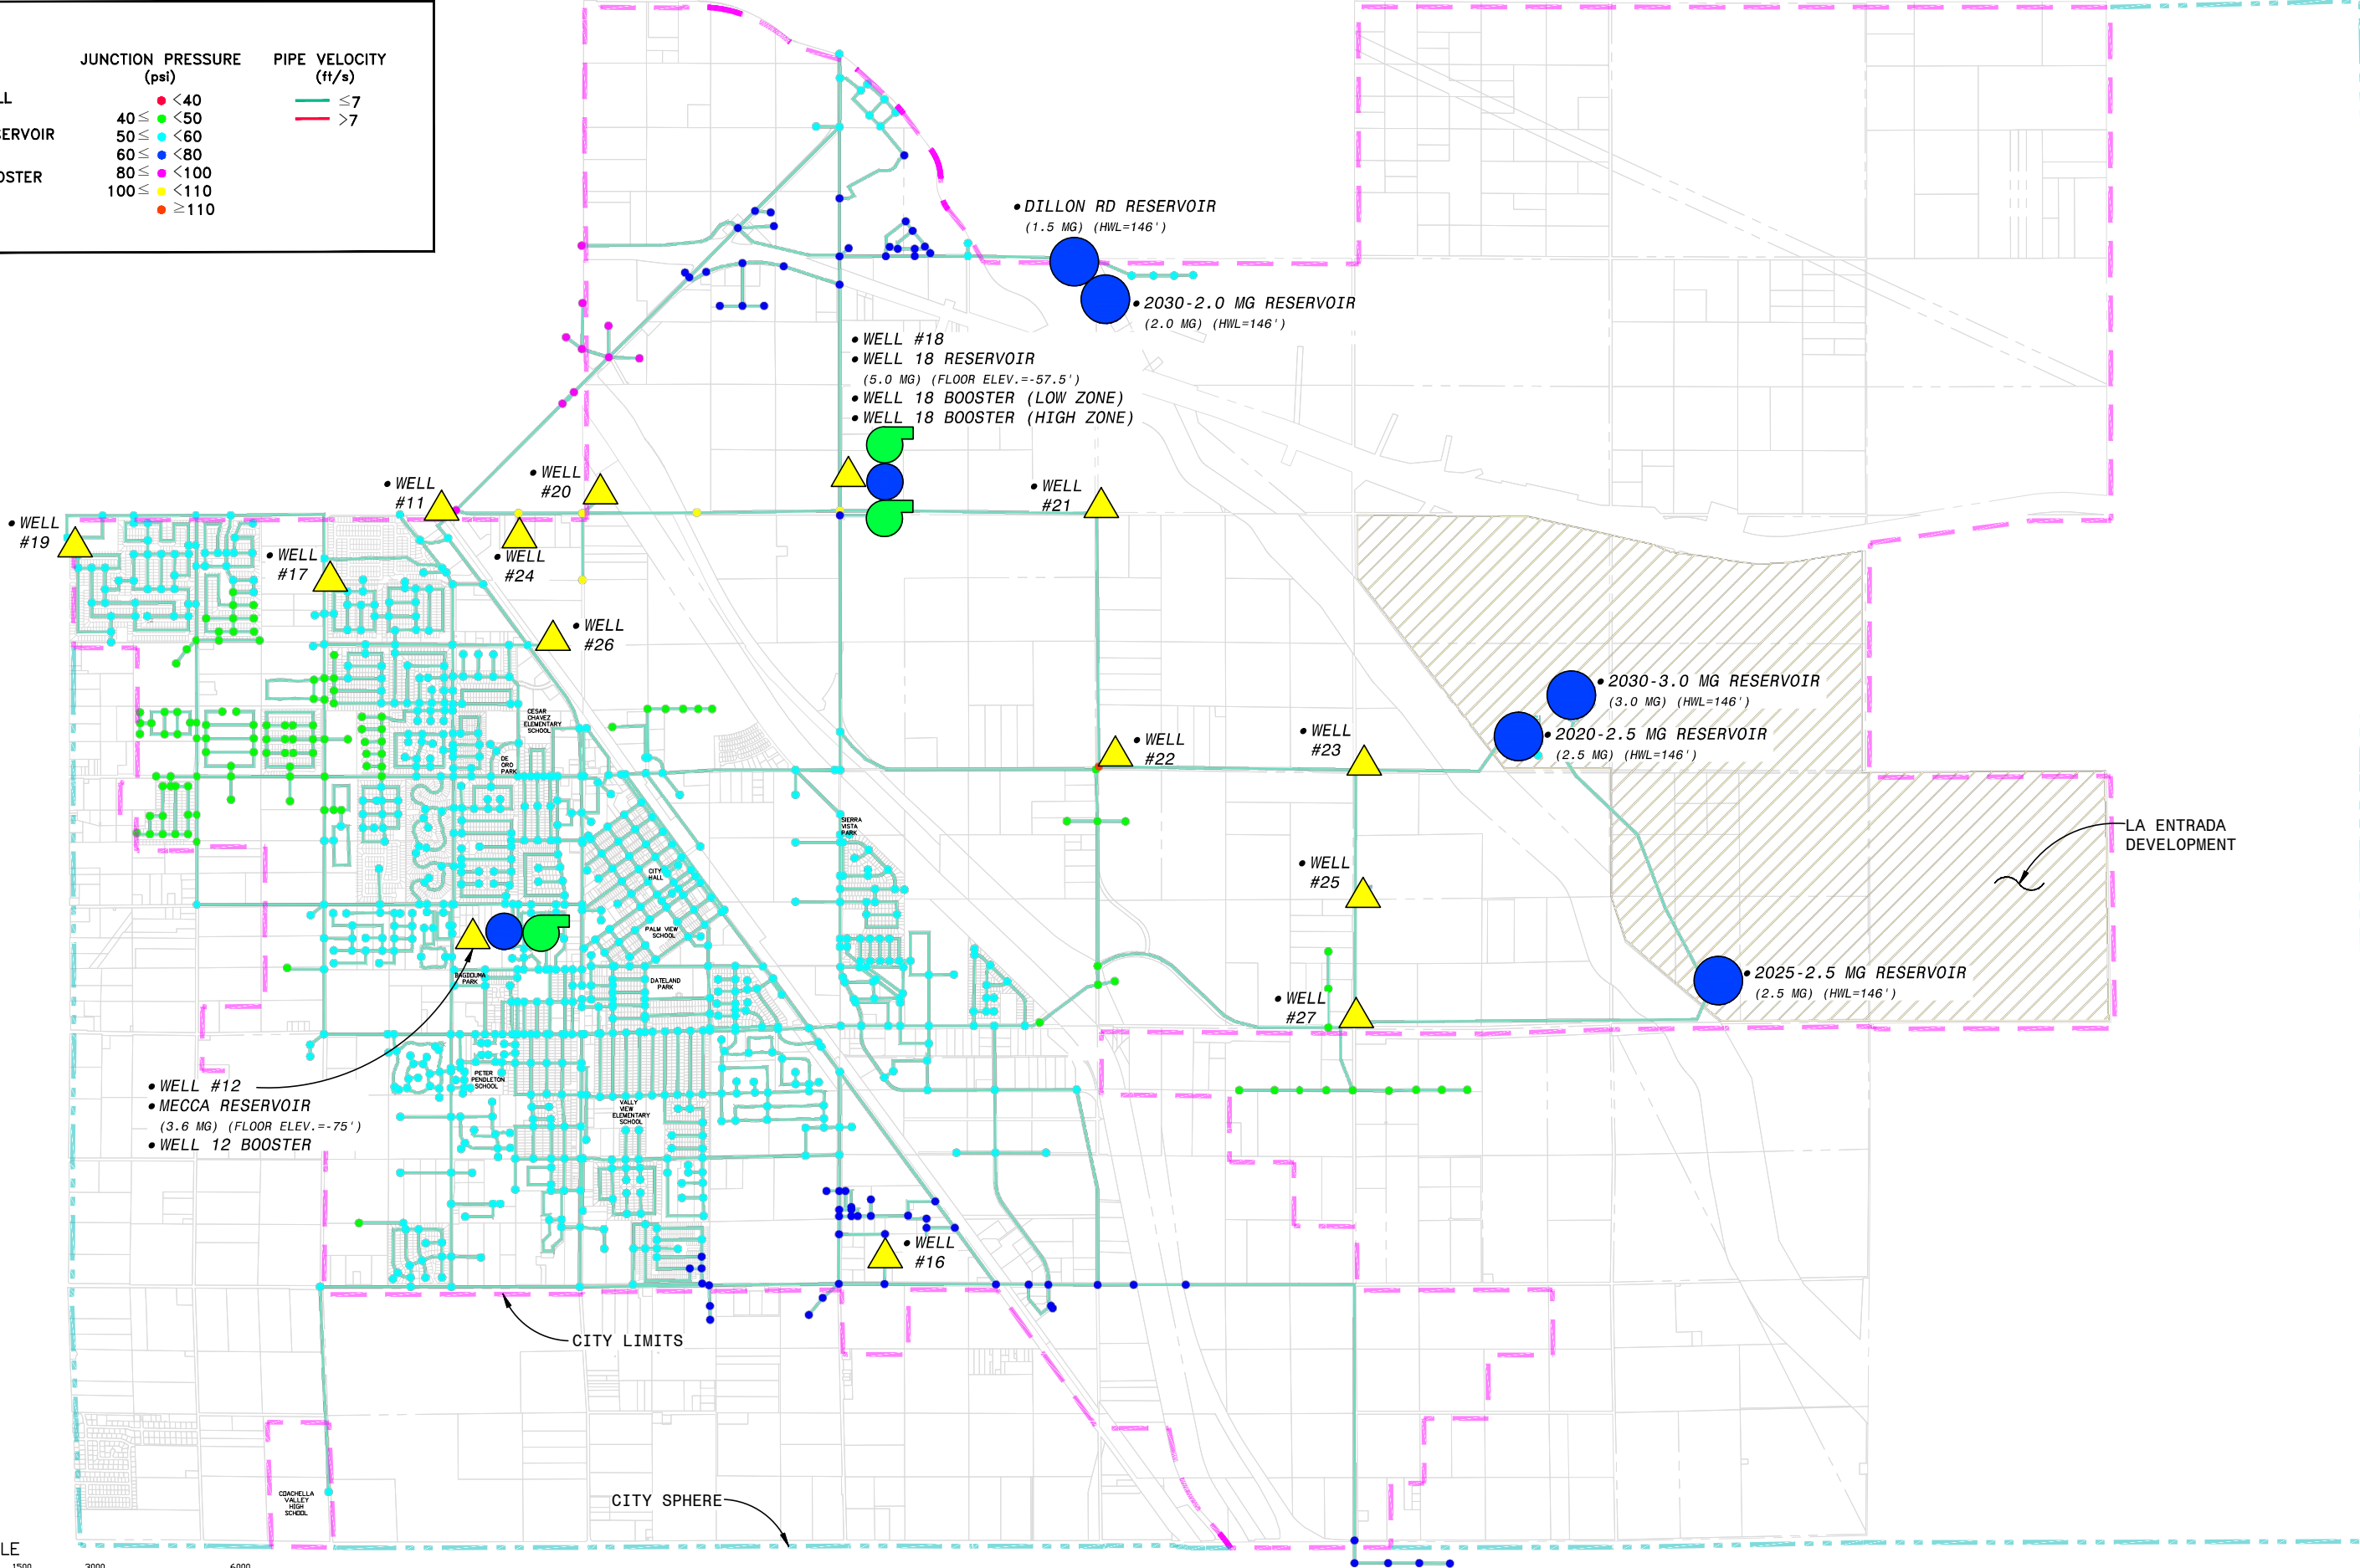 JUNCTION PRESSURE
(psi)
PIPE VELOCITY
(ft/s)
<40
40≤ <50
50≤ <60
60≤ <80
80≤ <100
100≤ <110
≥110
≤7
>7
DILLON RD RESERVOIR
(1.5 MG) (HWL=146')
2030-2.0 MG RESERVOIR
(2.0 MG) (HWL=146')
WELL #18
WELL 18 RESERVOIR
(5.0 MG) (FLOOR ELEV.=-57.5')
WELL 18 BOOSTER (LOW ZONE)
WELL 18 BOOSTER (HIGH ZONE)
WELL
#11
WELL
#20
WELL
#21
WELL
#19
WELL
#17
WELL
#24
WELL
#26
2030-3.0 MG RESERVOIR
(3.0 MG) (HWL=146')
2020-2.5 MG RESERVOIR
(2.5 MG) (HWL=146')
WELL
#22
WELL
#23
CESAR
CHAVEZ
ELEMENTARY
SCHOOL
DE
ORO
PARK
SIERRA
VISTA
PARK
LA ENTRADA
DEVELOPMENT
CITY
HALL
WELL
#25
PALM VIEW
SCHOOL
BAGDOUMA
PARK
DATELAND
PARK
2025-2.5 MG RESERVOIR
(2.5 MG) (HWL=146')
WELL
#27
PETER
PENDLETON
SCHOOL
VALLY
VIEW
ELEMENTARY
SCHOOL
WELL #12
MECCA RESERVOIR
(3.6 MG) (FLOOR ELEV.=-75')
WELL 12 BOOSTER
WELL
#16
CITY LIMITS
COACHELLA
VALLEY
HIGH
SCHOOL
CITY SPHERE
1500 3000 6000